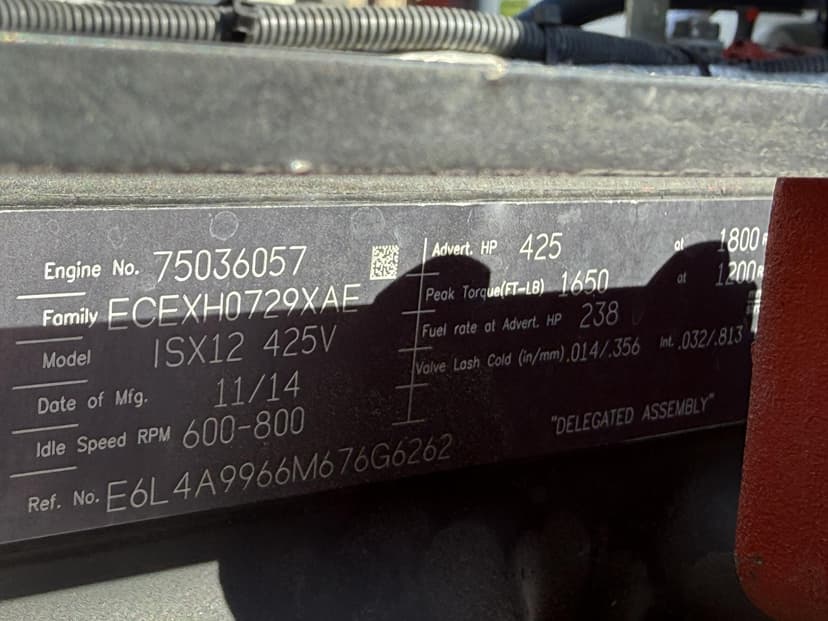 Engine No. 75036057
Family ECEXH0729XAE
Model ISX12 425V
Date of Mfg. 11/14
Idle Speed RPM 600-800
Ref. No. E6L4A9966M676G6262
Advert. HP 425 at 1800
Peak Torque(FT-LB) 1650 at 1200
Fuel rate at Advert. HP 238
Valve Lash Cold (in/mm) .014/.356 Int. .032/.813
"DELEGATED ASSEMBLY"